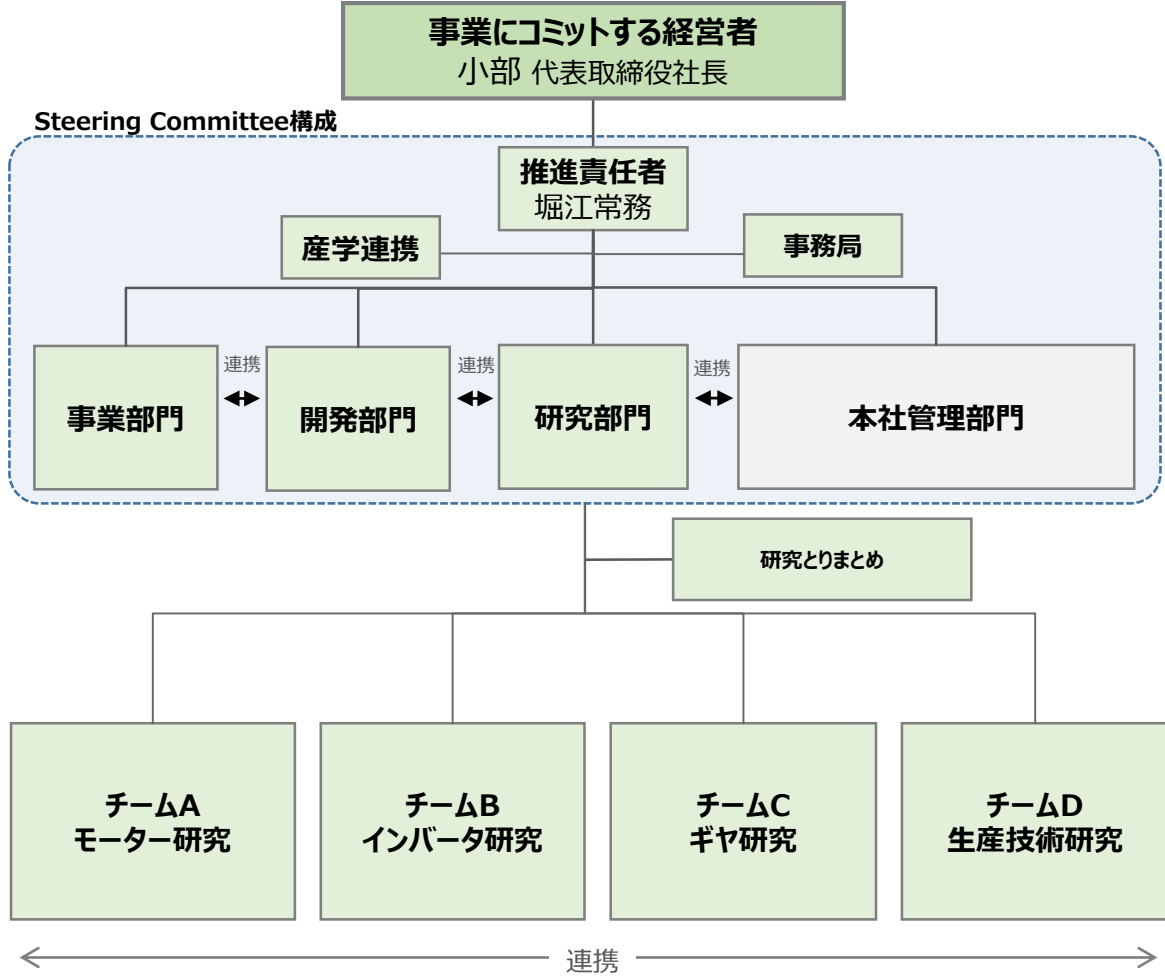 事業にコミットする経営者
小部 代表取締役社長
Steering Committee構成
推進責任者
堀江常務
産学連携
事務局
連携
連携
連携
事業部門
開発部門
研究部門
本社管理部門
研究とりまとめ
チームA
モーター研究
チームB
インバータ研究
チームC
ギヤ研究
チームD
生産技術研究
連携